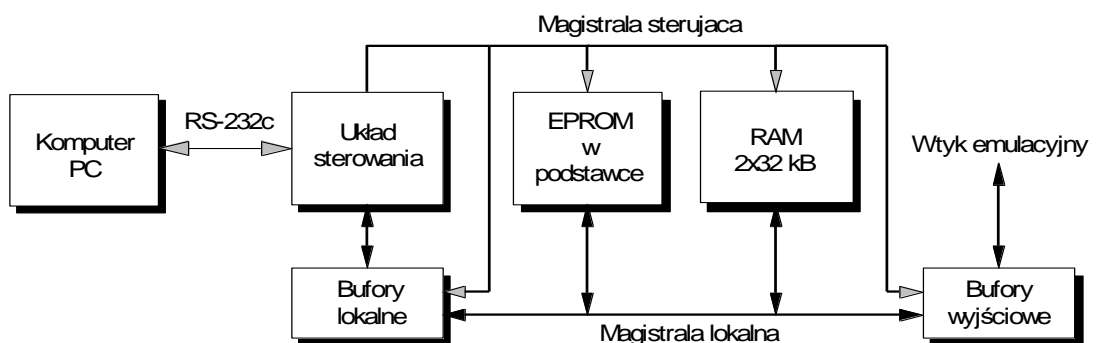 Magistrala sterujaca
Komputer
PC
RS-232c
Układ
sterowania
EPROM
w
podstawce
RAM
2x32 kB
Wtyk emulacyjny
Bufory
lokalne
Magistrala lokalna
Bufory
wyjściowe